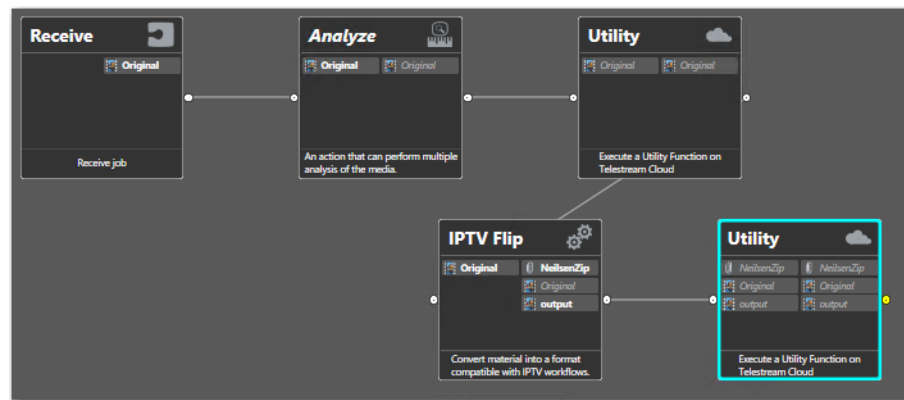 Receive
Original
Receive job
Analyze
Original Original
An action that can perform multiple
analysis of the media.
Utility
Original Original
Execute a Utility Function on
Telestream Cloud
IPTV Flip
Original NeilsenZip
Original
output
Convert material into a format
compatible with IPTV workflows.
Utility
NeilsenZip NeilsenZip
Original Original
output output
Execute a Utility Function on
Telestream Cloud